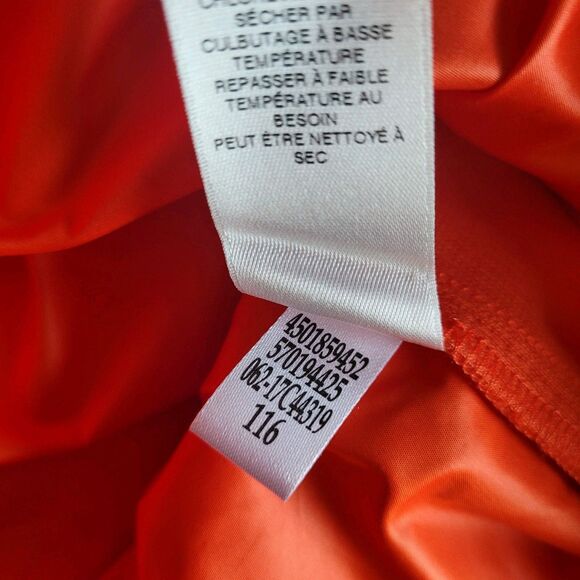 SÉCHER PAR
CULBUTAGE À BASSE
TEMPÉRATURE
REPASSER À FAIBLE
TEMPÉRATURE AU
BESOIN
PEUT ÊTRE NETTOYÉ À
SEC
4501859452
570194425
062-17C44319
116